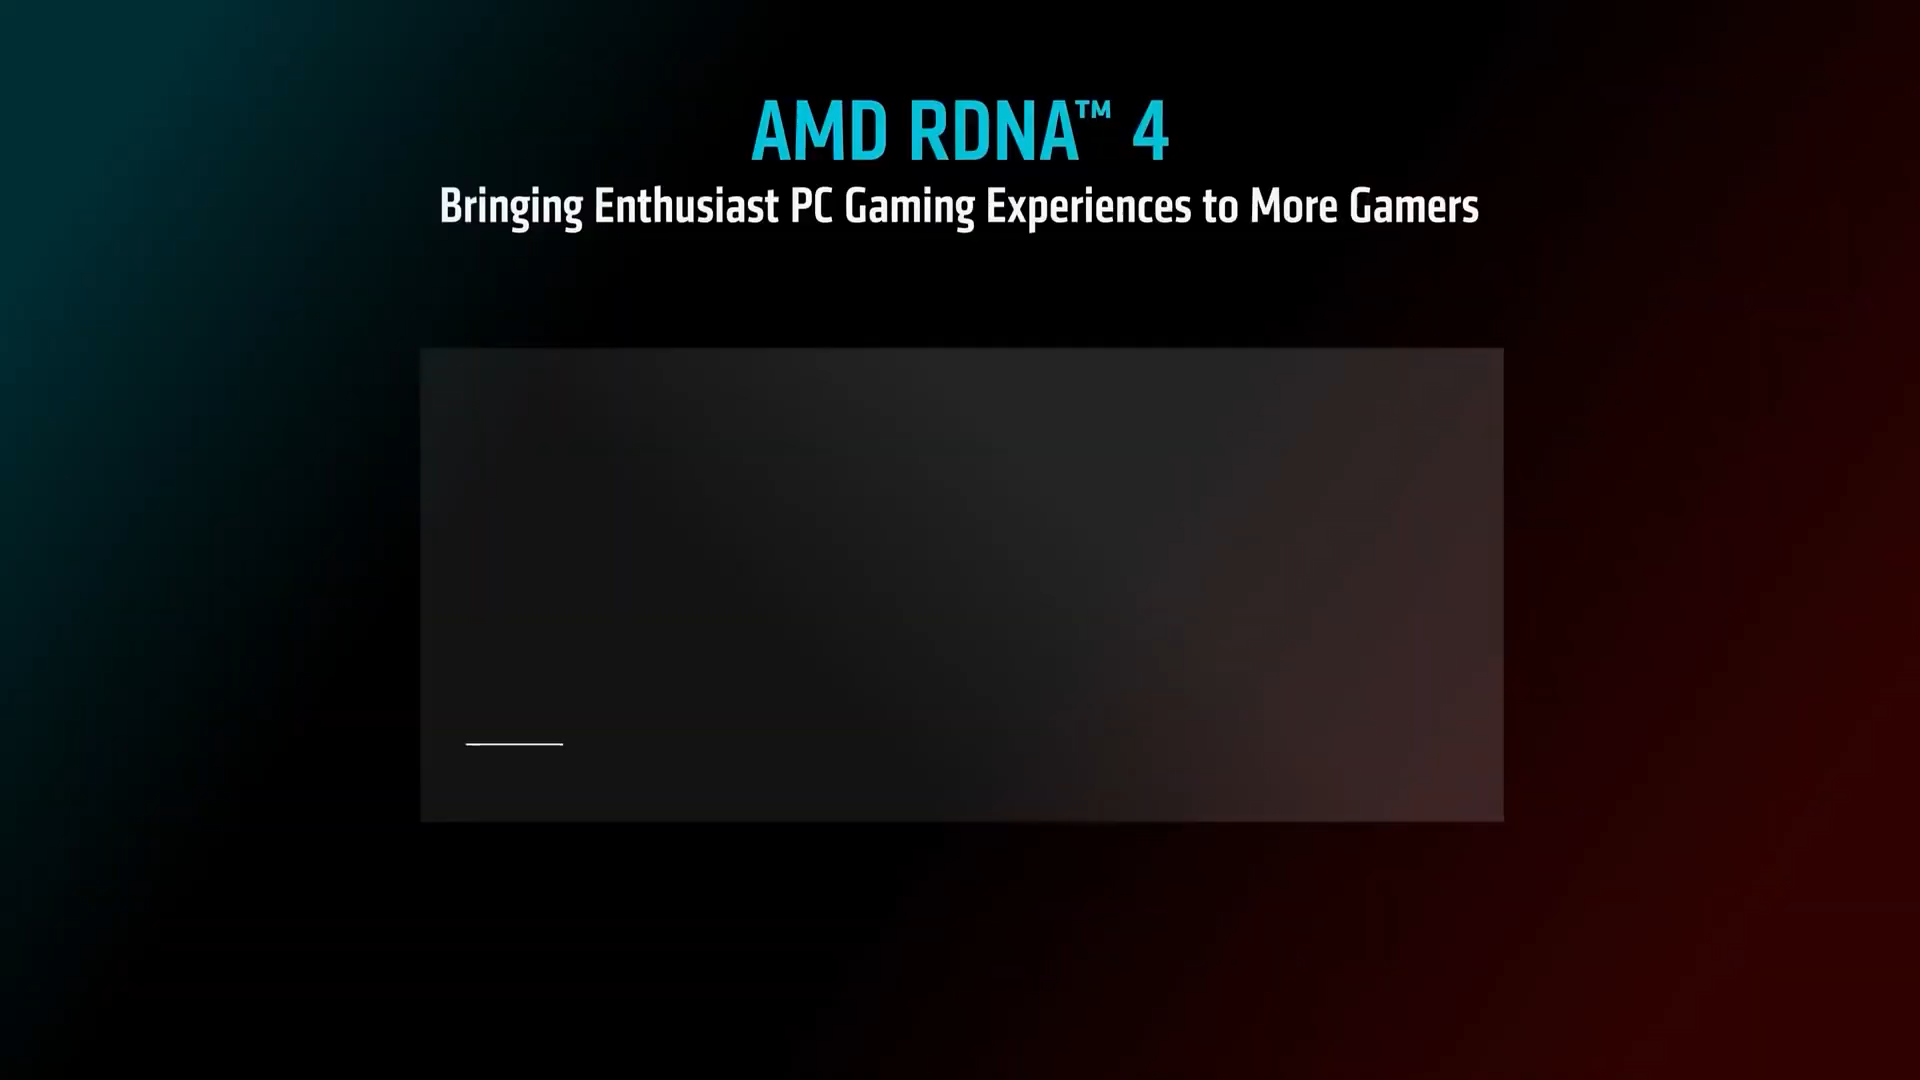 AMD RDNA™ 4
Bringing Enthusiast PC Gaming Experiences to More Gamers